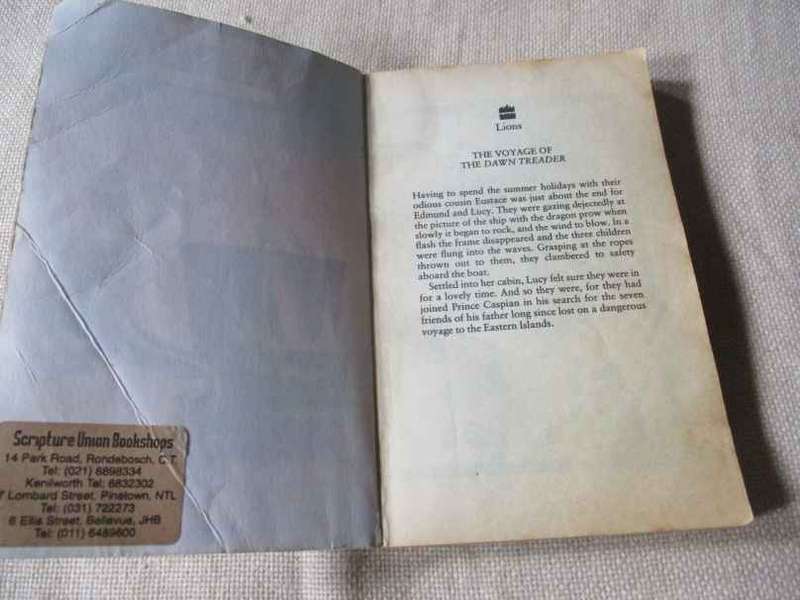 Scripture Union Bookshops
14 Park Road, Rondebosch, C T
Tel: (021) 6898334
Kenilworth Tel: 6832302
7 Lombard Street, Pinetown, NTL
Tel: (031) 722273
6 Ellis Street, Bellevue, JHB
Tel: (011) 6489600
Lions
THE VOYAGE OF
THE DAWN TREADER
Having to spend the summer holidays with their
odious cousin Eustace was just about the end for
Edmund and Lucy. They were gazing dejectedly at
the picture of the ship with the dragon prow when
slowly it began to rock, and the wind to blow. In a
flash the frame disappeared and the three children
were flung into the waves. Grasping at the ropes
thrown out to them, they clambered to safety
aboard the boat.
Settled into her cabin, Lucy felt sure they were in
for a lovely time. And so they were, for they had
joined Prince Caspian in his search for the seven
friends of his father long since lost on a dangerous
voyage to the Eastern Islands.